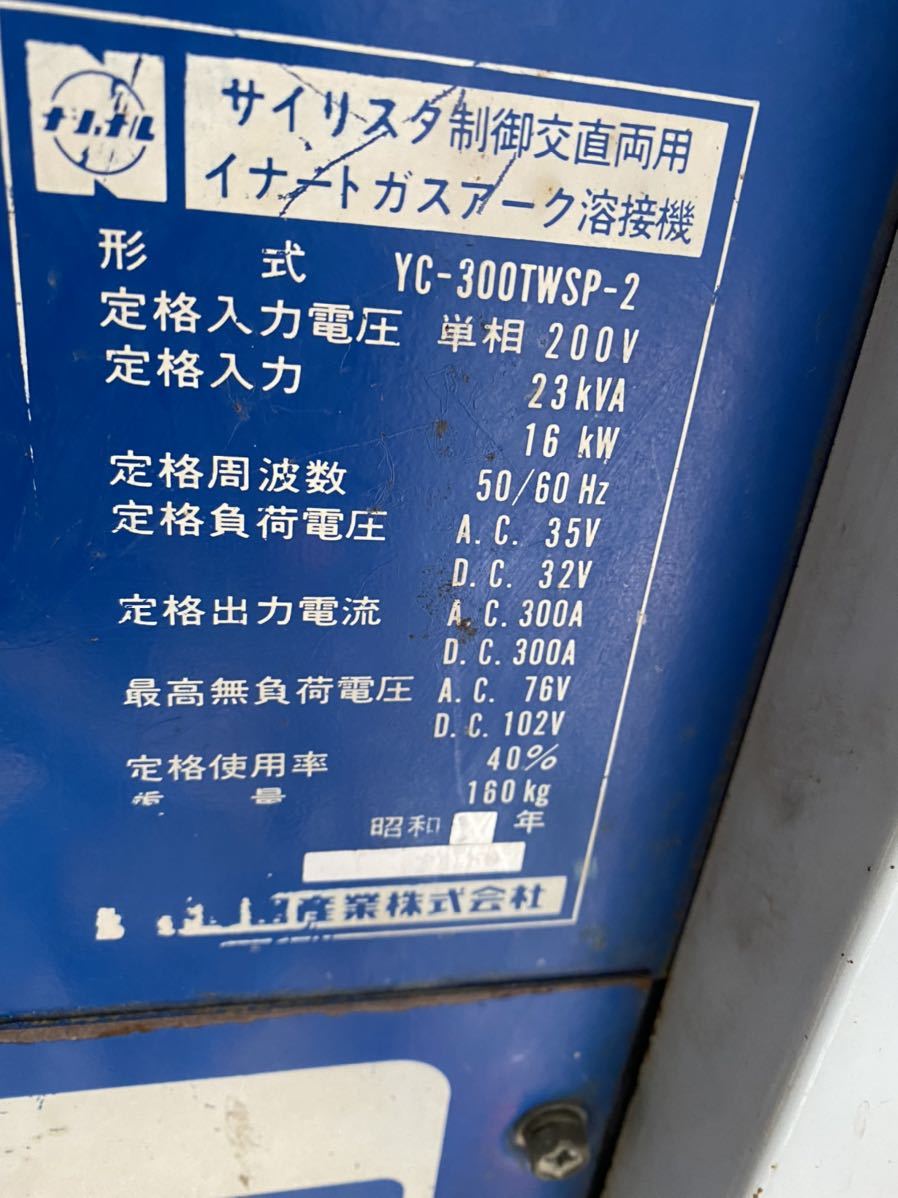 ナショナル
サイリスタ制御交直両用
イナートガスアーク溶接機
形 式 YC-300TWSP-2
定格入力電圧 単相 200V
定格入力 23kVA
16 kW
定格周波数 50/60 Hz
定格負荷電圧 A.C. 35V
D.C. 32V
定格出力電流 A.C. 300A
D.C. 300A
最高無負荷電圧 A.C. 76V
D.C. 102V
定格使用率 40%
重 量 160kg
昭和 年
産業株式会社